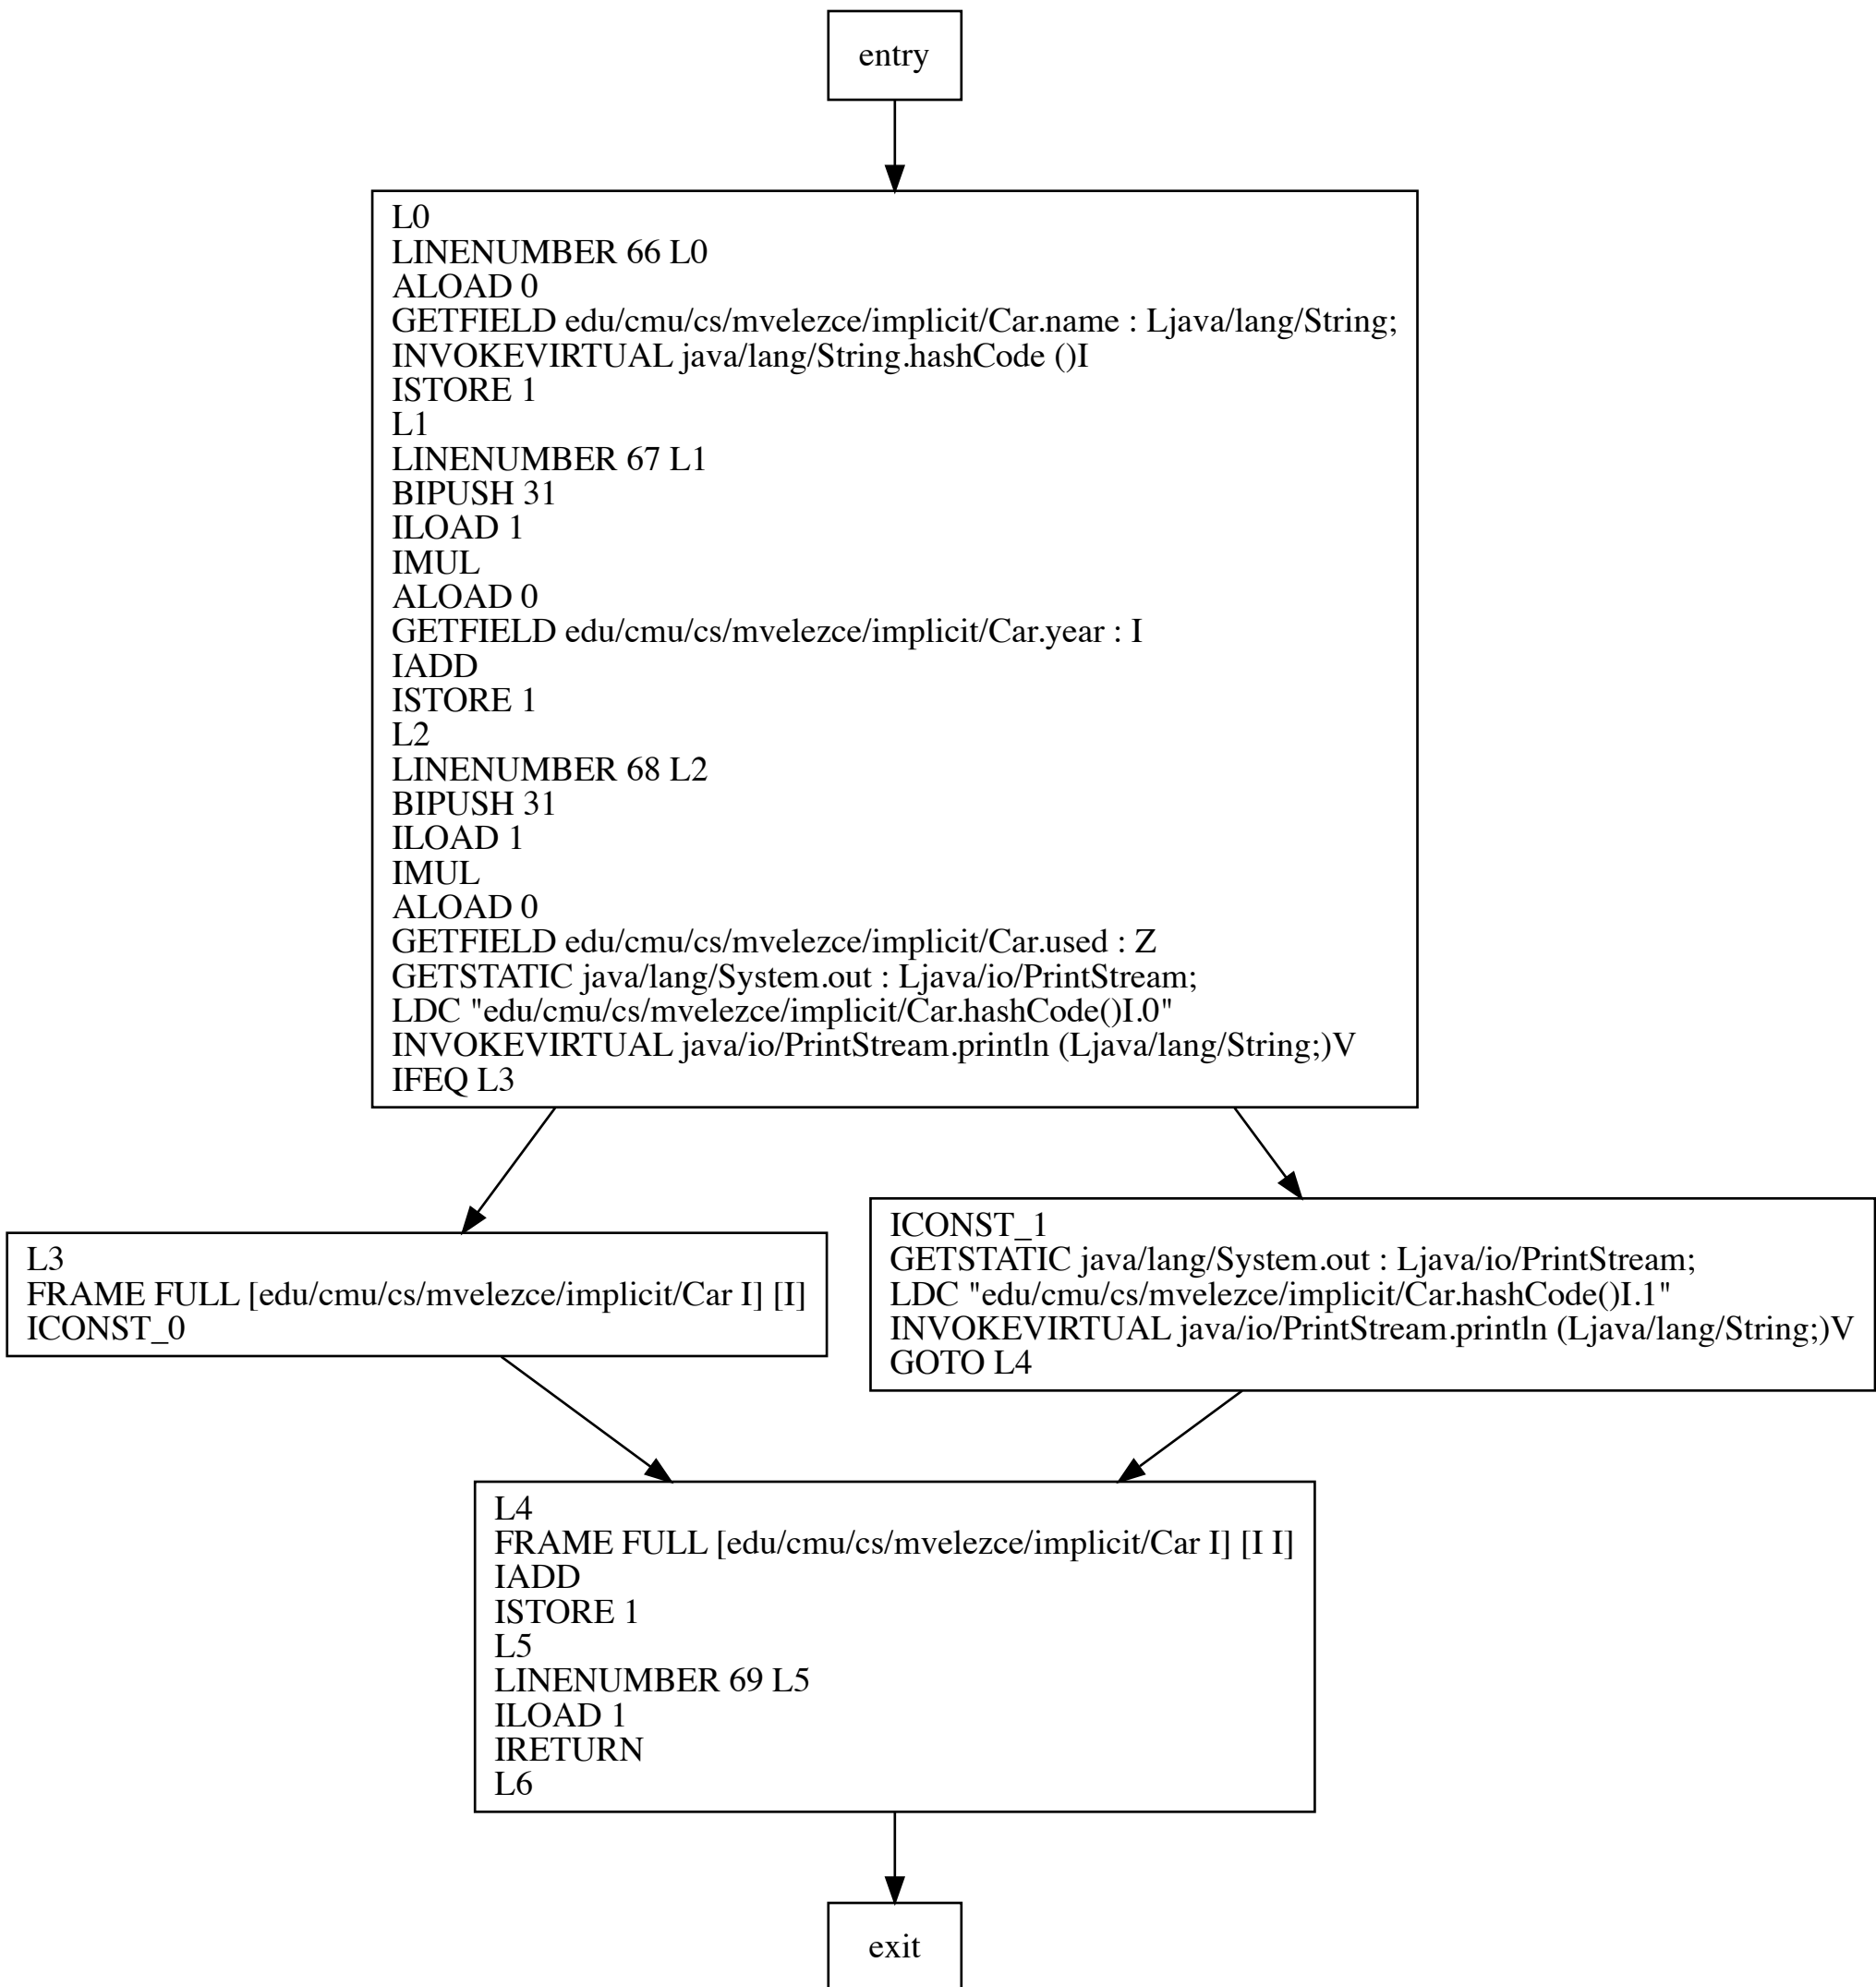 entry
L0
LINENUMBER 66 L0
ALOAD 0
GETFIELD edu/cmu/cs/mvelezce/implicit/Car.name : Ljava/lang/String;
INVOKEVIRTUAL java/lang/String.hashCode ()I
ISTORE 1
L1
LINENUMBER 67 L1
BIPUSH 31
ILOAD 1
IMUL
ALOAD 0
GETFIELD edu/cmu/cs/mvelezce/implicit/Car.year : I
IADD
ISTORE 1
L2
LINENUMBER 68 L2
BIPUSH 31
ILOAD 1
IMUL
ALOAD 0
GETFIELD edu/cmu/cs/mvelezce/implicit/Car.used : Z
GETSTATIC java/lang/System.out : Ljava/io/PrintStream;
LDC "edu/cmu/cs/mvelezce/implicit/Car.hashCode()I.0"
INVOKEVIRTUAL java/io/PrintStream.println (Ljava/lang/String;)V
IFEQ L3
L3
FRAME FULL [edu/cmu/cs/mvelezce/implicit/Car I] [I]
ICONST_0
ICONST_1
GETSTATIC java/lang/System.out : Ljava/io/PrintStream;
LDC "edu/cmu/cs/mvelezce/implicit/Car.hashCode()I.1"
INVOKEVIRTUAL java/io/PrintStream.println (Ljava/lang/String;)V
GOTO L4
L4
FRAME FULL [edu/cmu/cs/mvelezce/implicit/Car I] [I I]
IADD
ISTORE 1
L5
LINENUMBER 69 L5
ILOAD 1
IRETURN
L6
exit